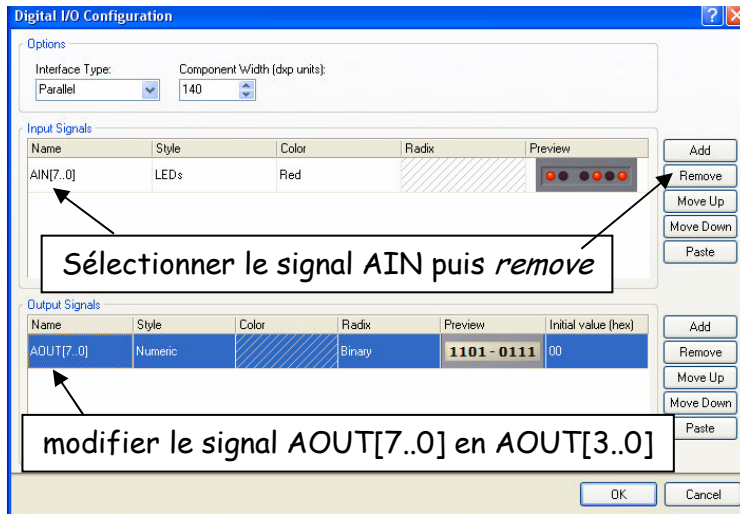 Digital I/O Configuration
Options
Interface Type: Component Width (dxp units):
Parallel 140
Input Signals
Name Style Color Radix Preview
AIN[7..0] LEDs Red
Add
Remove
Move Up
Move Down
Paste
Sélectionner le signal AIN puis remove
Output Signals
Name Style Color Radix Preview Initial value (hex)
AOUT[7..0] Numeric Binary 1101-0111 00
Add
Remove
Move Up
Move Down
Paste
modifier le signal AOUT[7..0] en AOUT[3..0]
OK Cancel